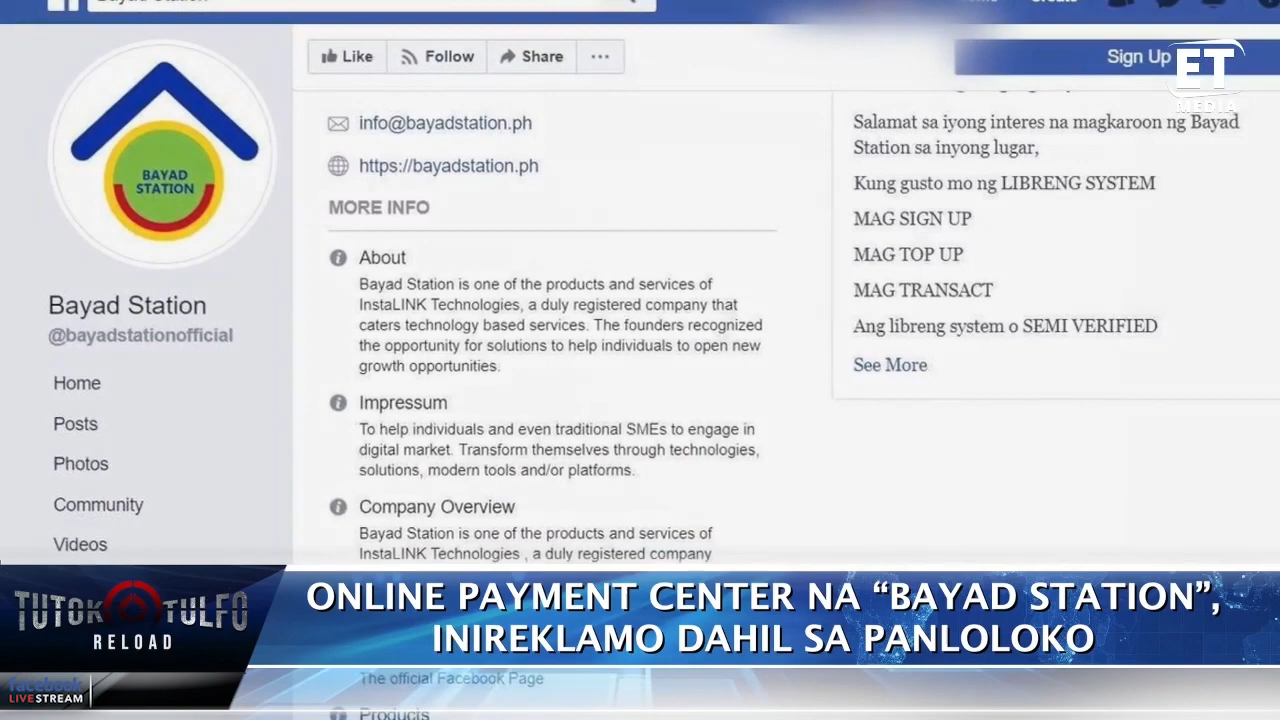 Bayad Station
Create
Like
Follow
Share
Sign Up
ET
MEDIA
BAYAD
STATION
Bayad Station
@bayadstationofficial
Home
Posts
Photos
Community
Videos
info@bayadstation.ph
https://bayadstation.ph
MORE INFO
About
Bayad Station is one of the products and services of
InstaLINK Technologies, a duly registered company that
caters technology based services. The founders recognized
the opportunity for solutions to help individuals to open new
growth opportunities.
Impressum
To help individuals and even traditional SMEs to engage in
digital market. Transform themselves through technologies,
solutions, modern tools and/or platforms.
Company Overview
Bayad Station is one of the products and services of
InstaLINK Technologies , a duly registered company
Salamat sa iyong interes na magkaroon ng Bayad
Station sa inyong lugar,
Kung gusto mo ng LIBRENG SYSTEM
MAG SIGN UP
MAG TOP UP
MAG TRANSACT
Ang libreng system o SEMI VERIFIED
See More
TUTOK TULFO
RELOAD
ONLINE PAYMENT CENTER NA “BAYAD STATION”,
INIREKLAMO DAHIL SA PANLOLOKO
facebook
LIVESTREAM
The official Facebook Page
Products